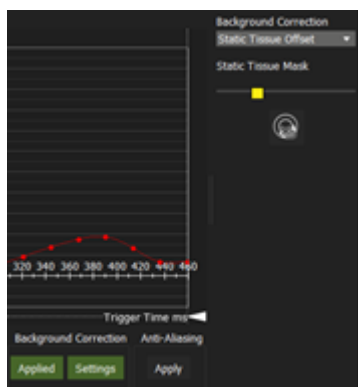 Background Correction
Static Tissue Offset
Static Tissue Mask
320 340 360 380 400 420 440 460
Trigger Time ms
Background Correction Anti-Aliasing
Applied Settings Apply